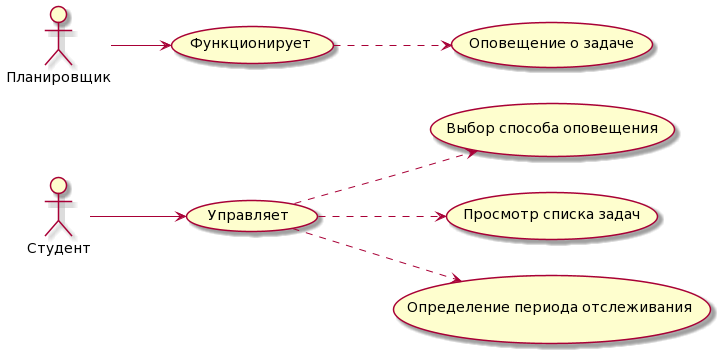 Планировщик
Функционирует
Оповещение о задаче
Выбор способа оповещения
Студент
Управляет
Просмотр списка задач
Определение периода отслеживания